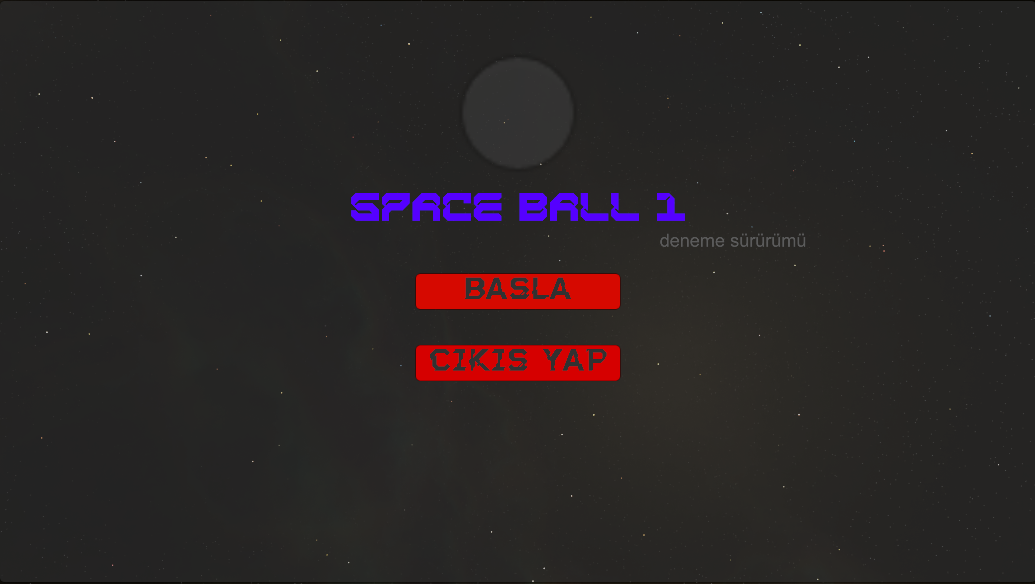 SPACE BALL 1
deneme sürürümü
BASLA
CIKIS YAP